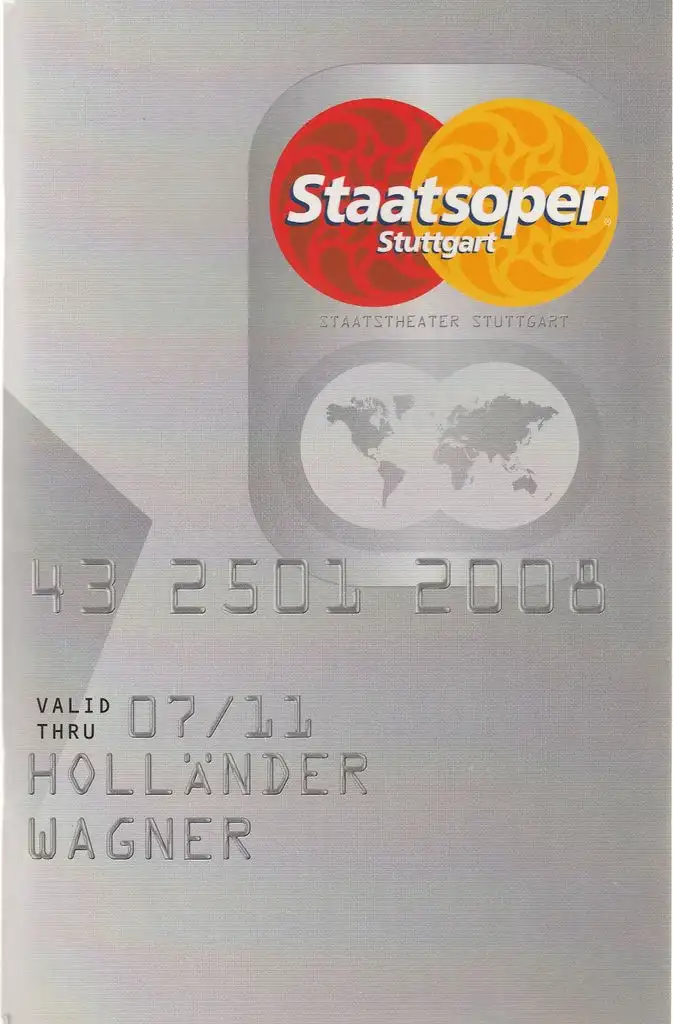 Staatsoper
Stuttgart
STAATSTHEATER STUTTGART
43 2501 2008
VALID
THRU 07/11
HOLLÄNDER
WAGNER